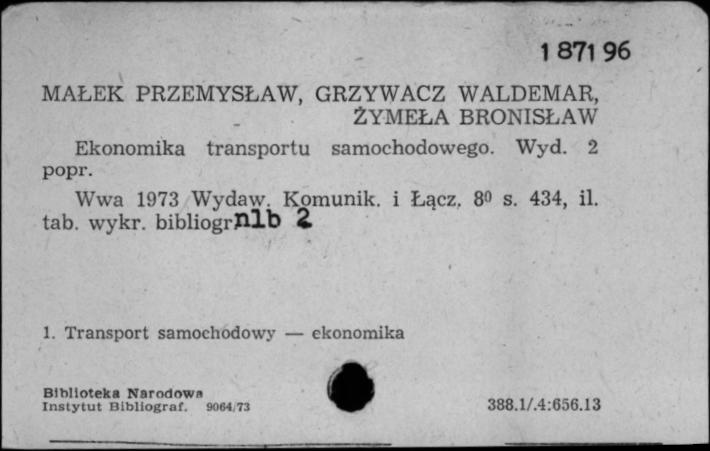 1 871 96
MAŁEK PRZEMYSŁAW, GRZYWACZ WALDEMAR,
ŻYMEŁA BRONISŁAW
Ekonomika transportu samochodowego. Wyd. 2
popr.
Wwa 1973 Wydaw. Komunik. i Łącz. 8⁰ s. 434, il.
tab. wykr. bibliogr. nlb 2
1. Transport samochodowy — ekonomika
Biblioteka Narodowa
Instytut Bibliograf. 9064/73
388.1/.4:656.13